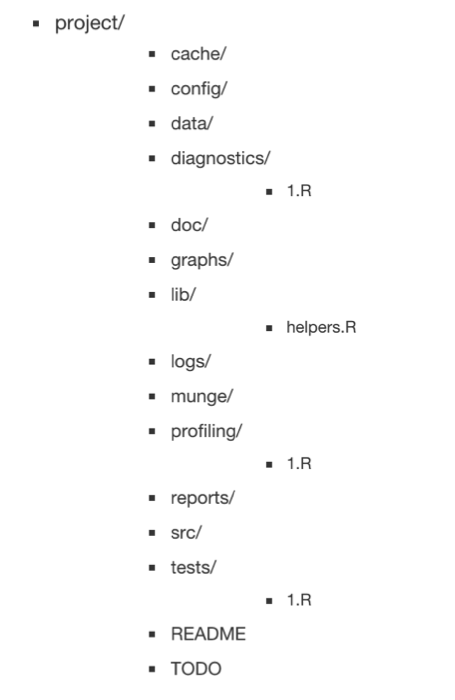 project/
cache/
config/
data/
diagnostics/
1.R
doc/
graphs/
lib/
helpers.R
logs/
munge/
profiling/
1.R
reports/
src/
tests/
1.R
README
TODO